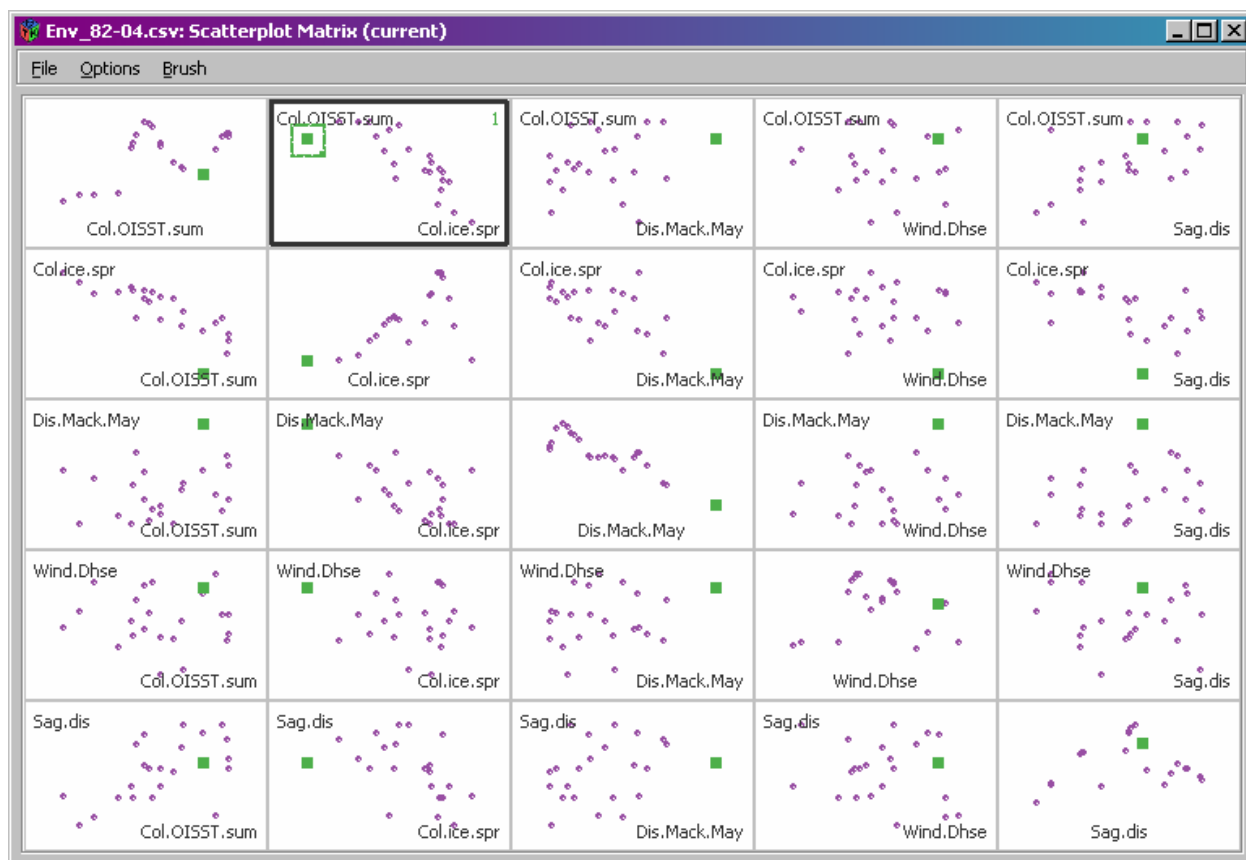 Env_82-04.csv: Scatterplot Matrix (current)
File Options Brush
Col.OISST.sum
Col.OISST.sum 1
Col.ice.spr
Col.OISST.sum
Dis.Mack.May
Col.OISST.sum
Wind.Dhse
Col.OISST.sum
Sag.dis
Col.ice.spr
Col.OISST.sum
Col.ice.spr
Col.ice.spr
Dis.Mack.May
Col.ice.spr
Wind.Dhse
Col.ice.spr
Sag.dis
Dis.Mack.May
Col.OISST.sum
Dis.Mack.May
Col.ice.spr
Dis.Mack.May
Dis.Mack.May
Wind.Dhse
Dis.Mack.May
Sag.dis
Wind.Dhse
Col.OISST.sum
Wind.Dhse
Col.ice.spr
Wind.Dhse
Dis.Mack.May
Wind.Dhse
Wind.Dhse
Sag.dis
Sag.dis
Col.OISST.sum
Sag.dis
Col.ice.spr
Sag.dis
Dis.Mack.May
Sag.dis
Wind.Dhse
Sag.dis